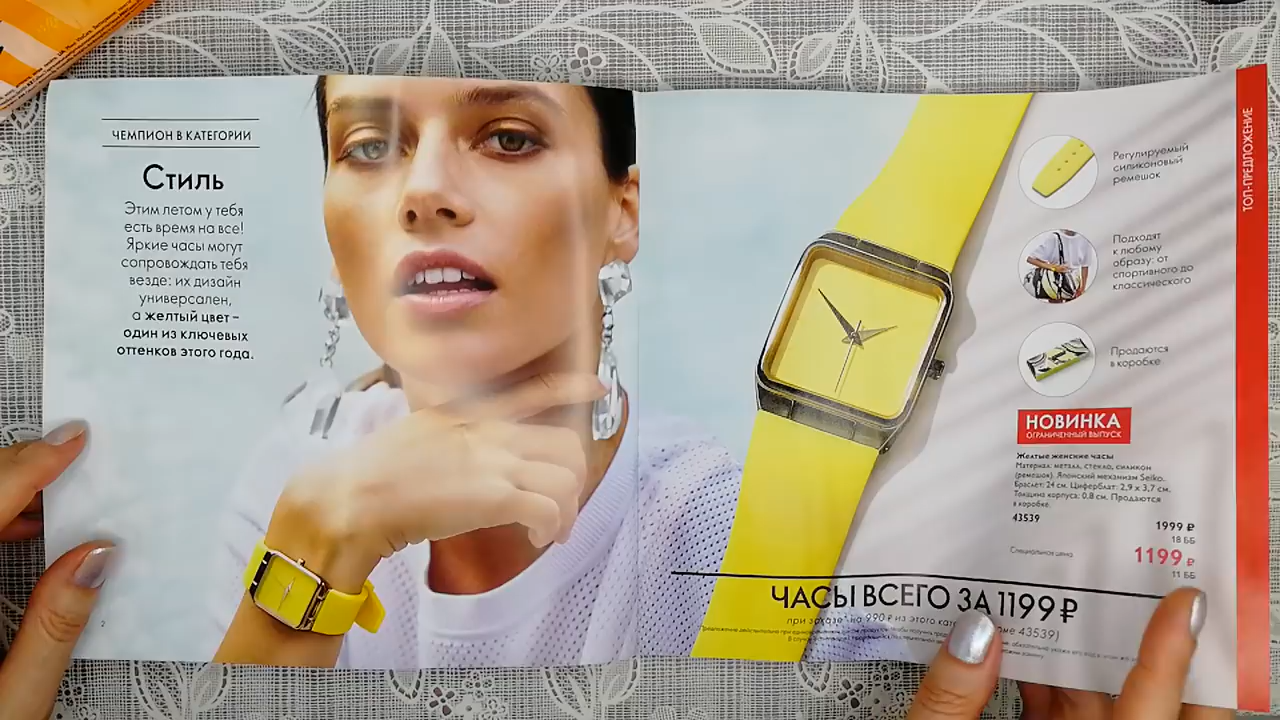 ЧЕМПИОН В КАТЕГОРИИ
Стиль
Этим летом у тебя
есть время на все!
Яркие часы могут
сопровождать тебя
везде: их дизайн
универсален,
а желтый цвет –
один из ключевых
оттенков этого года.
2
ТОП-ПРЕДЛОЖЕНИЕ
Регулируемый
силиконовый
ремешок
Подходят
к любому
образу: от
спортивного до
классического
Продаются
в коробке
НОВИНКА
ОГРАНИЧЕННЫЙ ВЫПУСК
Желтые женские часы
Материал: металл, стекло, силикон
(ремешок). Японский механизм Seiko.
Браслет: 24 см. Циферблат: 2,9 х 3,7 см.
Толщина корпуса: 0,8 см. Продаются
в коробке.
43539
1999 ₽
18 ББ
Специальная цена
1199 ₽
11 ББ
ЧАСЫ ВСЕГО ЗА 1199 ₽
при заказе* на 990 ₽ из этого 43539)